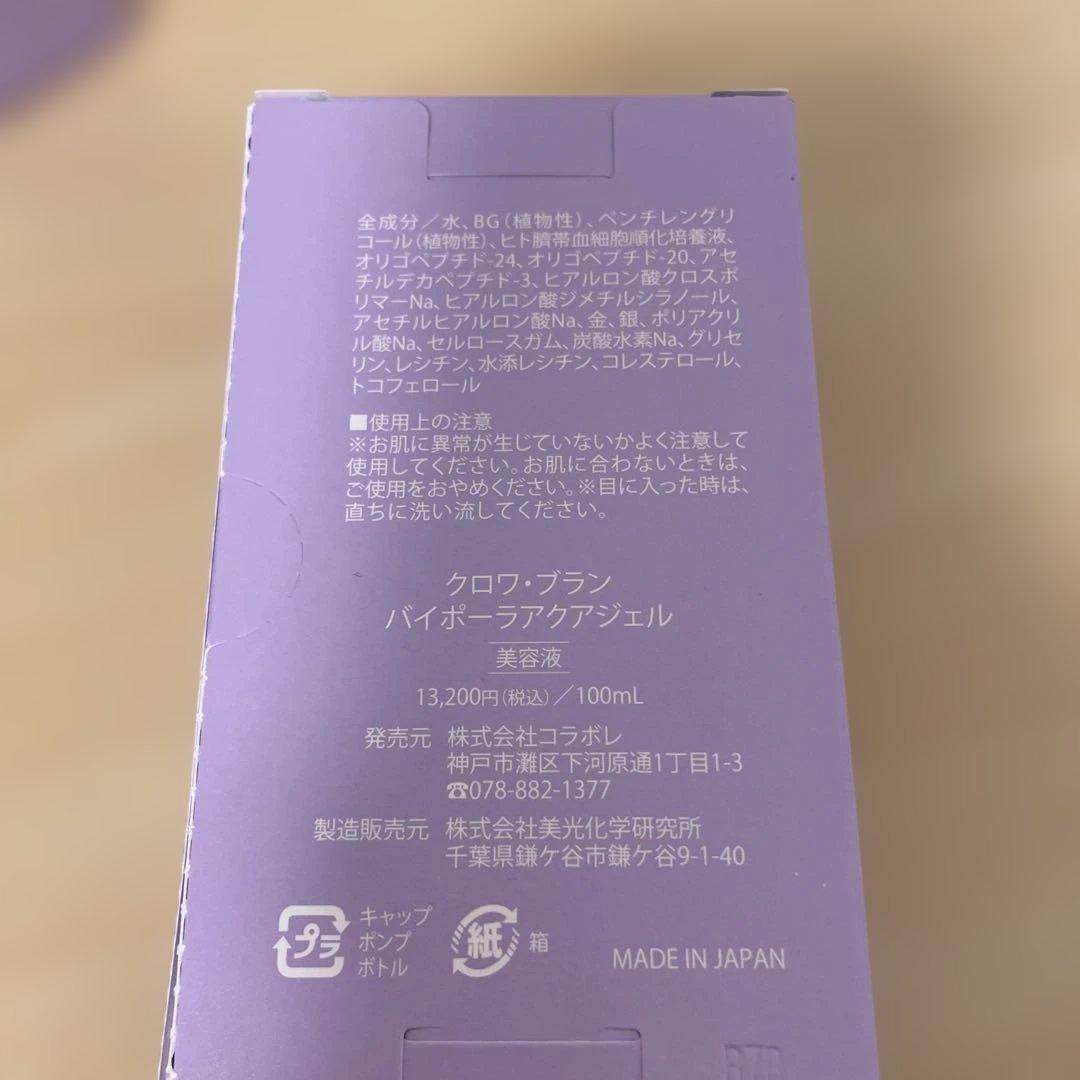 全成分／水、BG（植物性）、ペンチレングリ
コール（植物性）、ヒト臍帯血細胞順化培養液、
オリゴペプチド-24、オリゴペプチド-20、アセ
チルデカペプチド-3、ヒアルロン酸クロスポ
リマーNa、ヒアルロン酸ジメチルシラノール、
アセチルヒアルロン酸Na、金、銀、ポリアクリ
ル酸Na、セルロースガム、炭酸水素Na、グリセ
リン、レシチン、水添レシチン、コレステロール、
トコフェロール
■使用上の注意
※お肌に異常が生じていないかよく注意して
使用してください。お肌に合わないときは、
ご使用をおやめください。※目に入った時は、
直ちに洗い流してください。
クロワ・ブラン
バイポーラアクアジェル
美容液
13,200円（税込）／100mL
発売元 株式会社コラボレ
神戸市灘区下河原通1丁目1-3
☎078-882-1377
製造販売元 株式会社美光化学研究所
千葉県鎌ケ谷市鎌ケ谷9-1-40
プラ キャップ
ポンプ
ボトル
紙 箱
MADE IN JAPAN